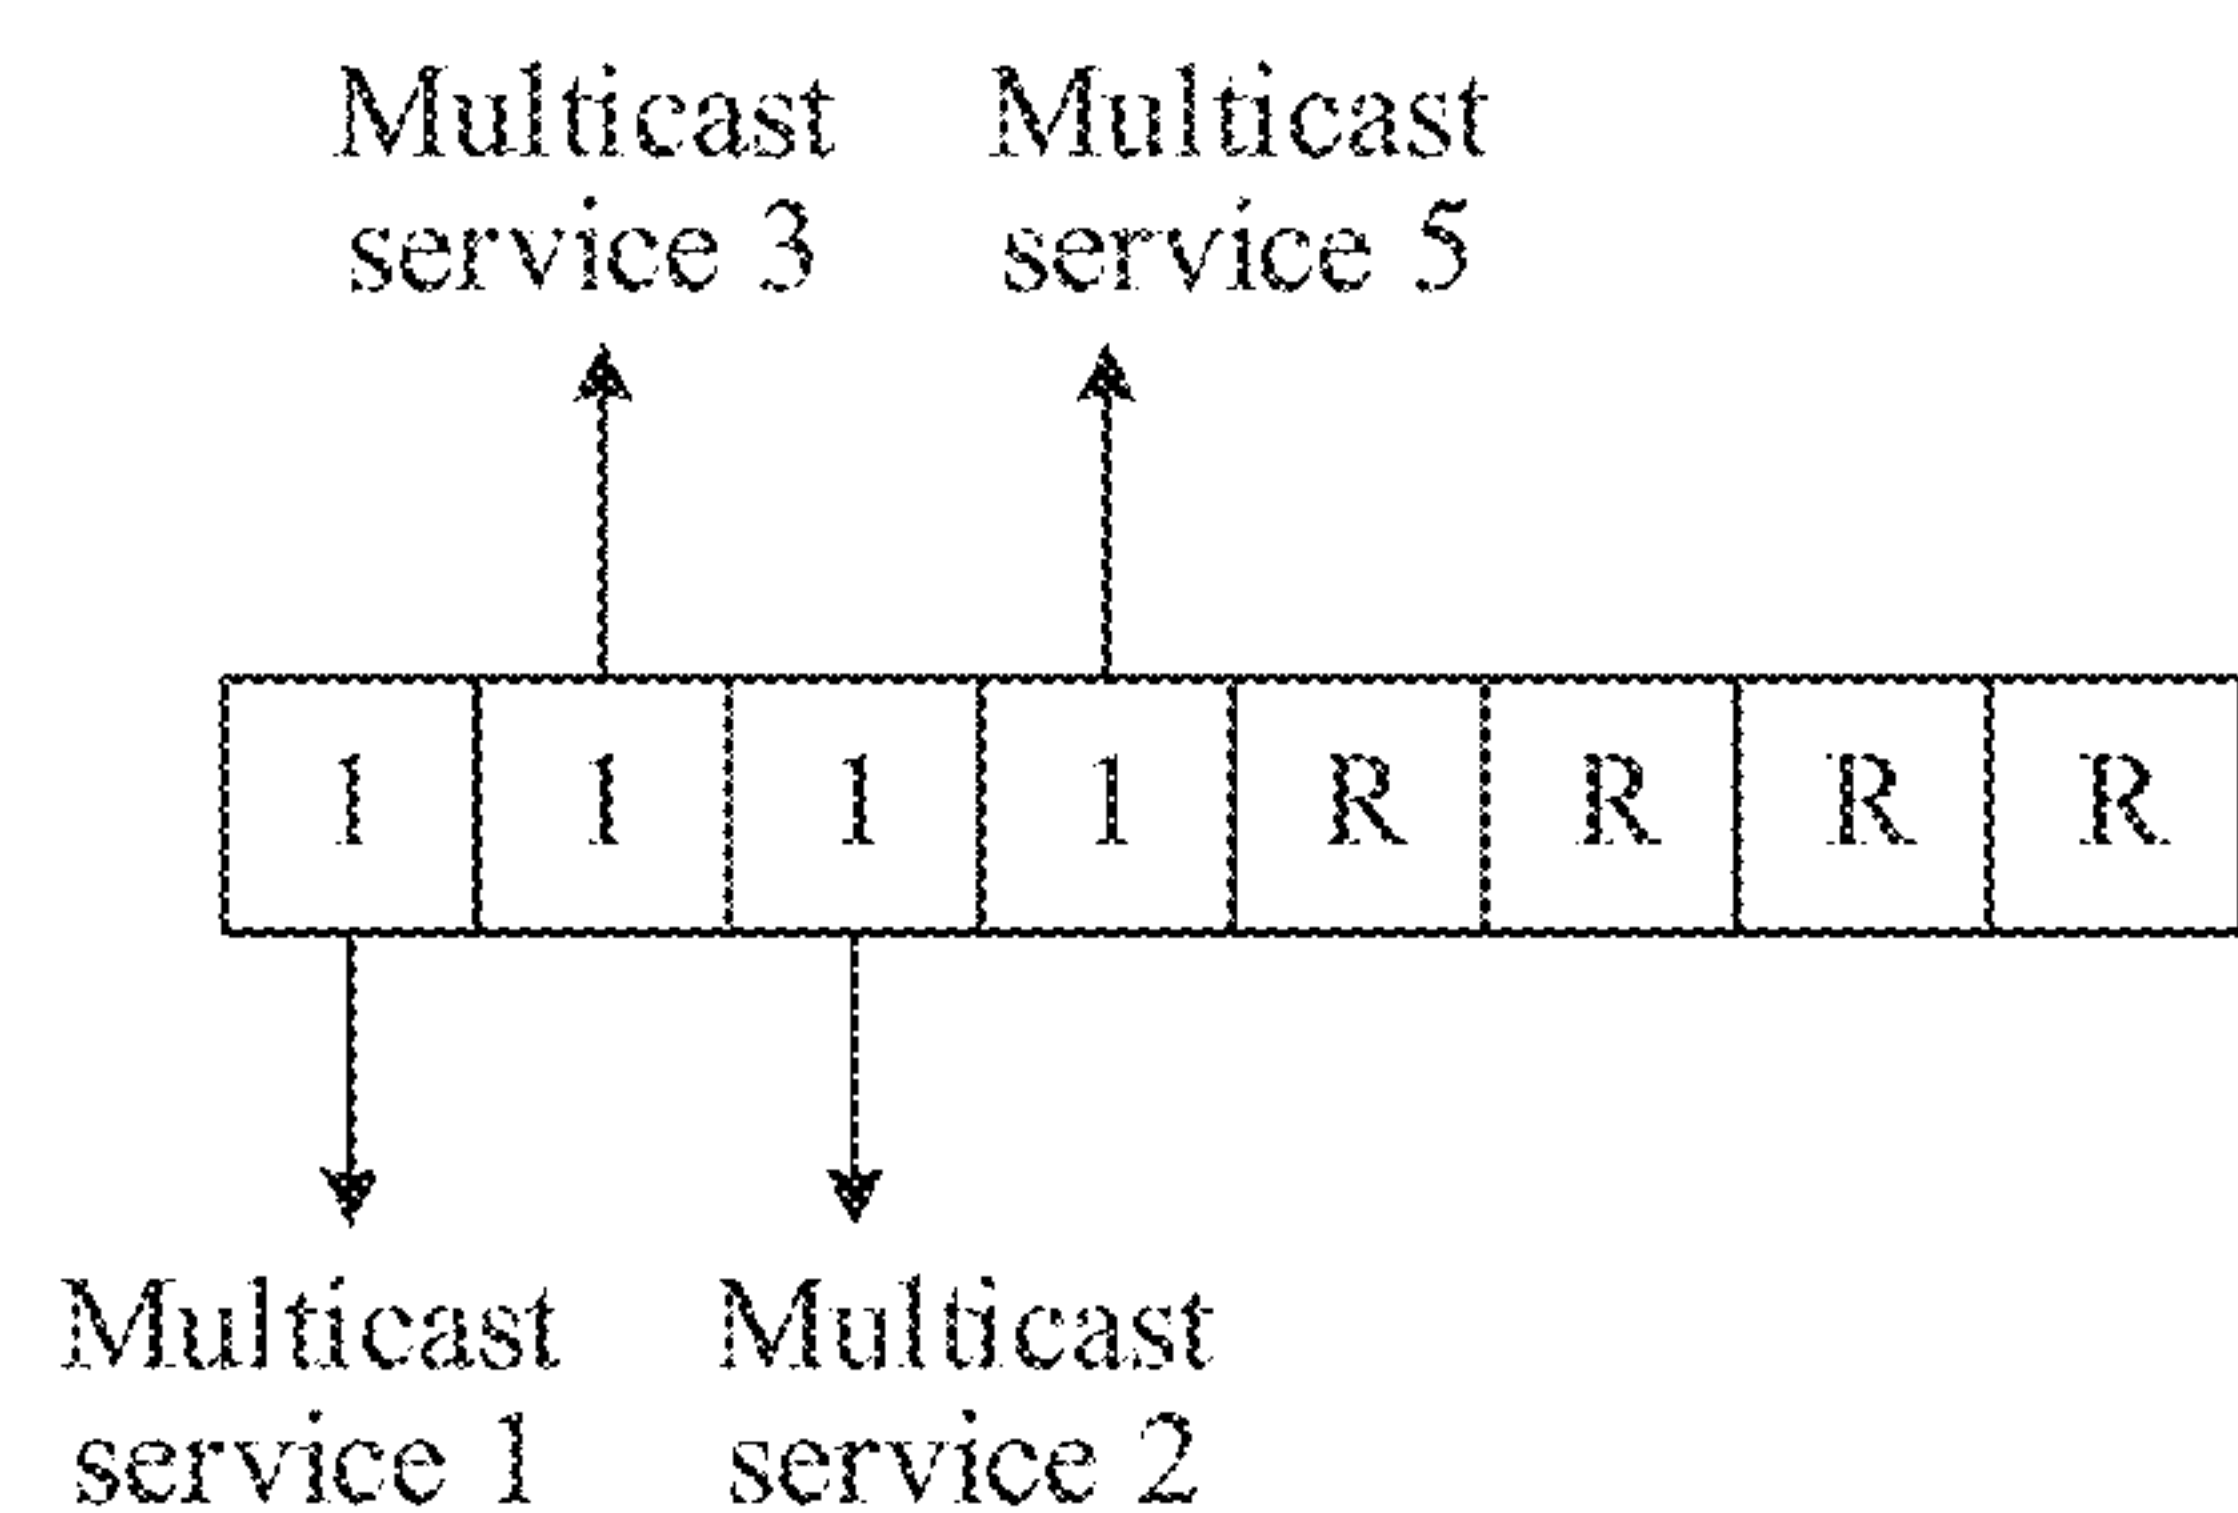 Multicast
service 3
Multicast
service 5
1 1 1 1 R R R R
Multicast
service 1
Multicast
service 2